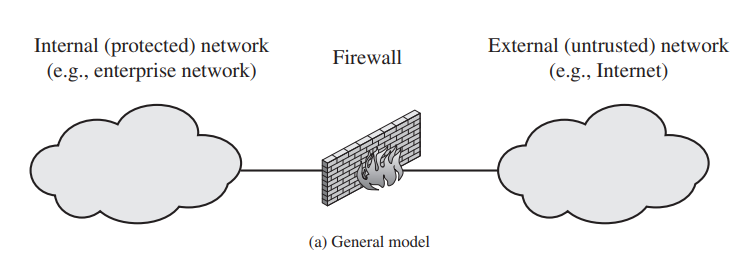 Internal (protected) network
(e.g., enterprise network)
Firewall
External (untrusted) network
(e.g., Internet)
(a) General model